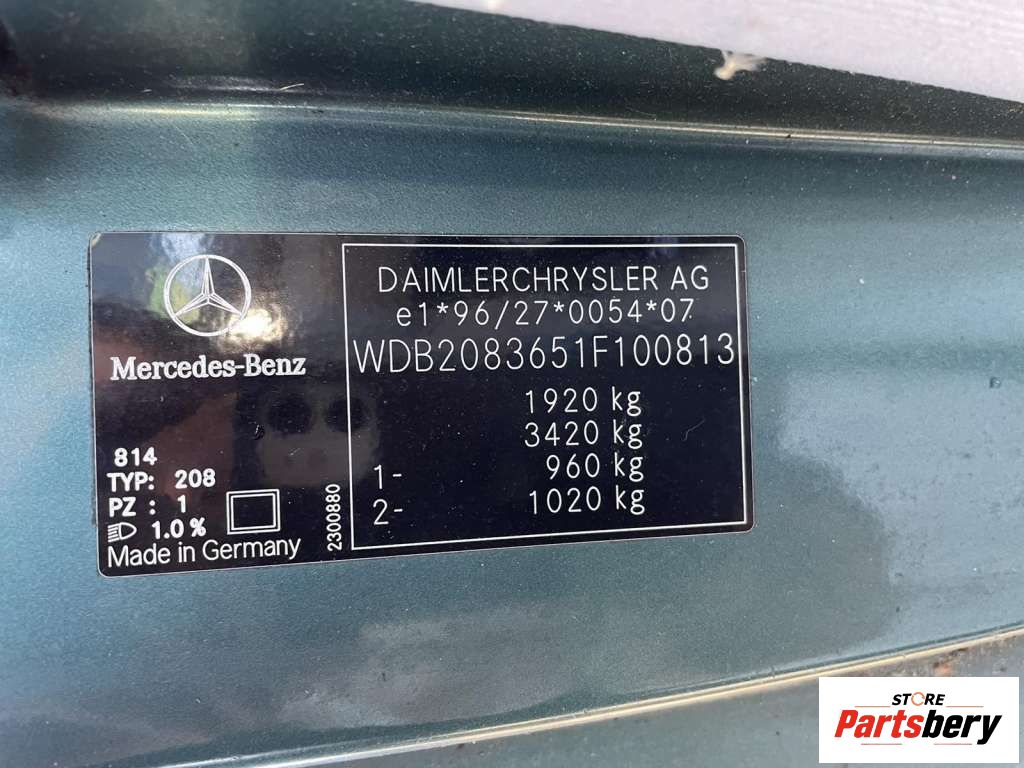 Mercedes-Benz
814
TYP: 208
PZ : 1
1.0 %
Made in Germany
2300880
DAIMLERCHRYSLER AG
e1*96/27*0054*07
WDB2083651F100813
1920 kg
3420 kg
1- 960 kg
2- 1020 kg
STORE
Partsbery